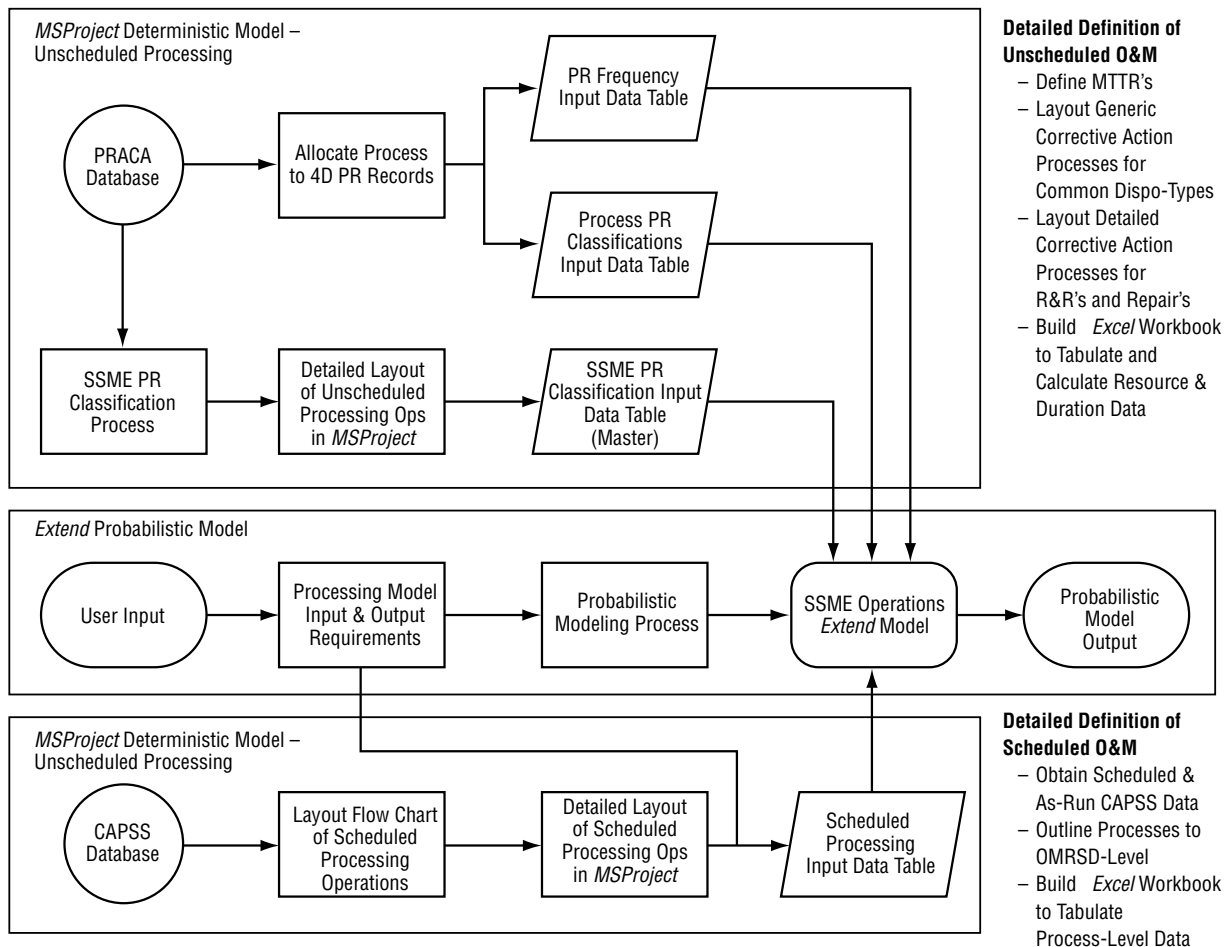 MSProject Deterministic Model –
Unscheduled Processing
PRACA
Database
Allocate Process
to 4D PR Records
PR Frequency
Input Data Table
Process PR
Classifications
Input Data Table
SSME PR
Classification
Process
Detailed Layout
of Unscheduled
Processing Ops
in MSProject
SSME PR
Classification Input
Data Table
(Master)
Detailed Definition of
Unscheduled O&M
– Define MTTR's
– Layout Generic
Corrective Action
Processes for
Common Dispo-Types
– Layout Detailed
Corrective Action
Processes for
R&R's and Repair's
– Build Excel Workbook
to Tabulate and
Calculate Resource &
Duration Data
Extend Probabilistic Model
User Input
Processing Model
Input & Output
Requirements
Probabilistic
Modeling Process
SSME Operations
Extend Model
Probabilistic
Model
Output
MSProject Deterministic Model –
Unscheduled Processing
CAPSS
Database
Layout Flow Chart
of Scheduled
Processing
Operations
Detailed Layout
of Scheduled
Processing Ops
in MSProject
Scheduled
Processing
Input Data Table
Detailed Definition of
Scheduled O&M
– Obtain Scheduled &
As-Run CAPSS Data
– Outline Processes to
OMRSD-Level
– Build Excel Workbook
to Tabulate
Process-Level Data